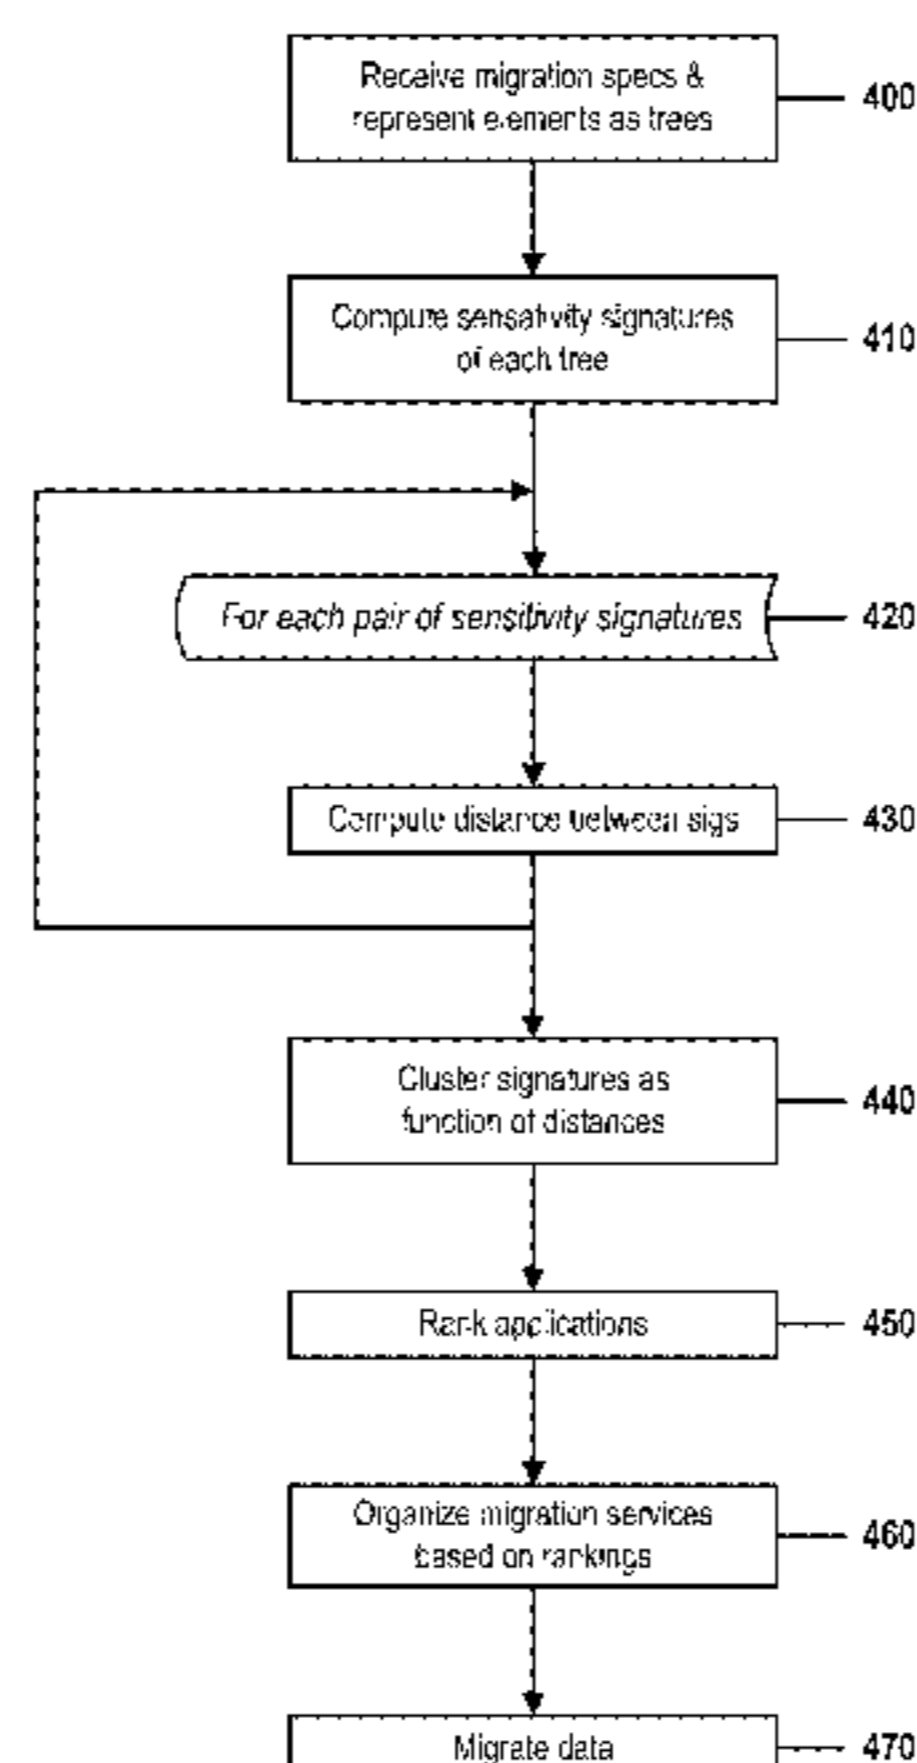 Receive migration specs &
represent elements as trees
400
Compute sensativity signatures
of each tree
410
For each pair of sensitivity signatures
420
Compute distance between sigs
430
Cluster signatures as
function of distances
440
Rank applications
450
Organize migration services
based on rankings
460
Migrate data
470